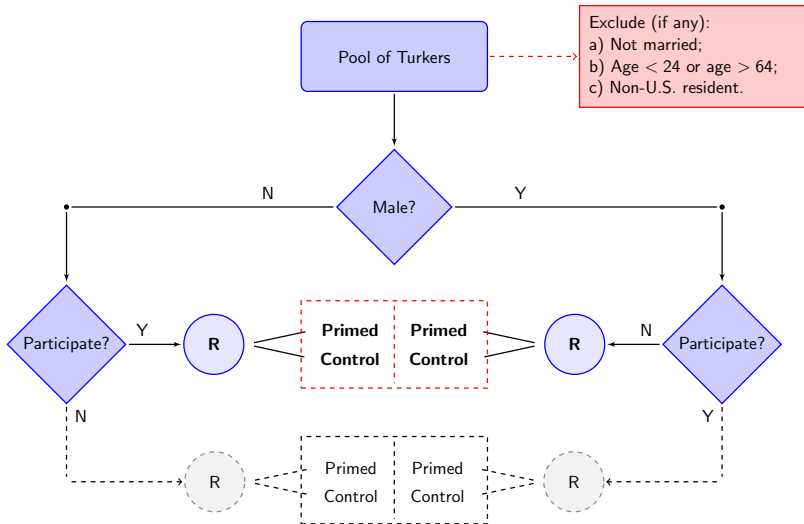 Pool of Turkers
Exclude (if any):
a) Not married;
b) Age < 24 or age > 64;
c) Non-U.S. resident.
N
Male?
Y
Participate?
Y
R
Primed
Primed
Control
Control
R
N
Participate?
N
Y
R
Primed
Primed
Control
Control
R